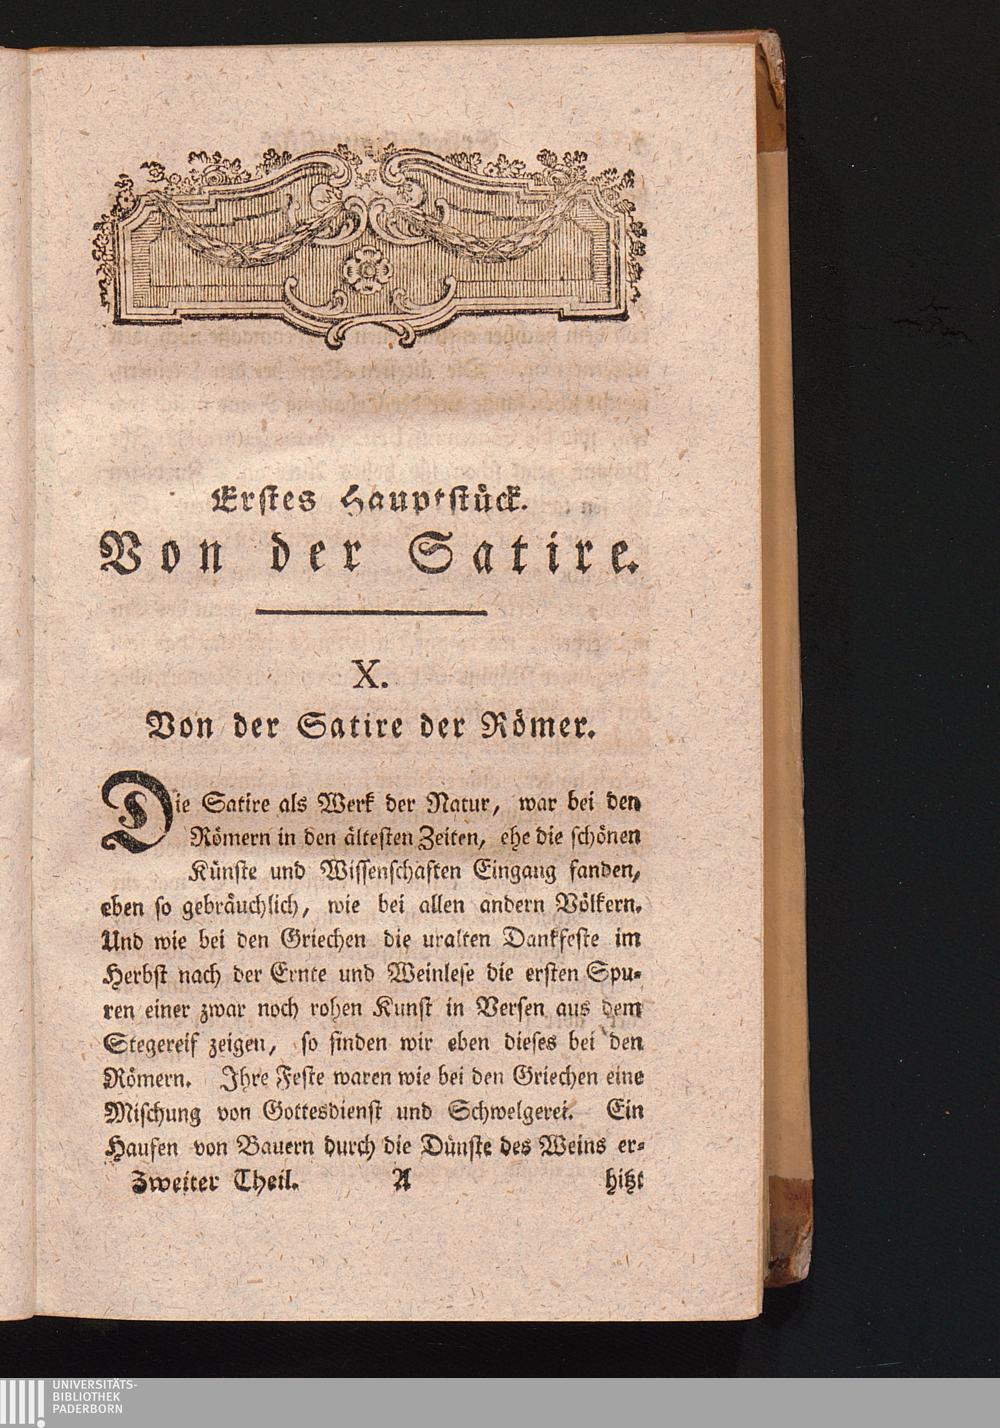 Erstes Hauptstück.
Von der Satire.
X.
Von der Satire der Römer.
Die Satire als Werk der Natur, war bei den
Römern in den ältesten Zeiten, ehe die schönen
Künste und Wissenschaften Eingang fanden,
eben so gebräuchlich, wie bei allen andern Völkern.
Und wie bei den Griechen die uralten Dankfeste im
Herbst nach der Ernte und Weinlese die ersten Spu-
ren einer zwar noch rohen Kunst in Versen aus dem
Stegereif zeigen, so finden wir eben dieses bei den
Römern. Ihre Feste waren wie bei den Griechen eine
Mischung von Gottesdienst und Schwelgerei. Ein
Haufen von Bauern durch die Dünste des Weins er-
Zweiter Theil. A hitzt
UNIVERSITÄTS-
BIBLIOTHEK
PADERBORN